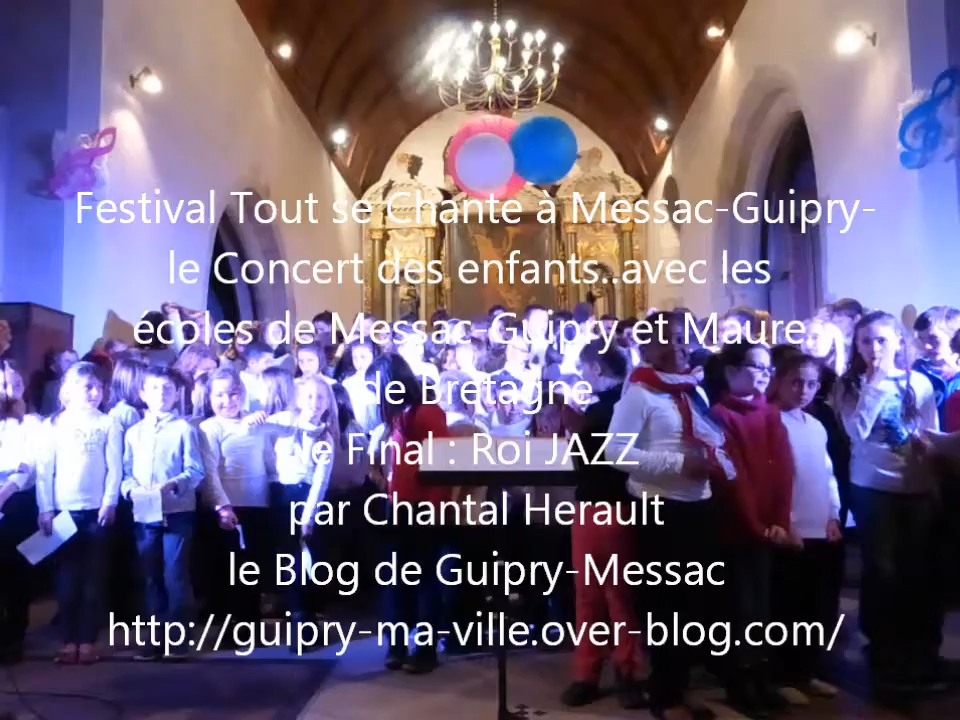 Festival Tout se Chante à Messac-Guipry-
le Concert des enfants..avec les
écoles de Messac-Guipry et Maure
de Bretagne
le Final : Roi JAZZ
par Chantal Herault
le Blog de Guipry-Messac
http://guipry-ma-ville.over-blog.com/